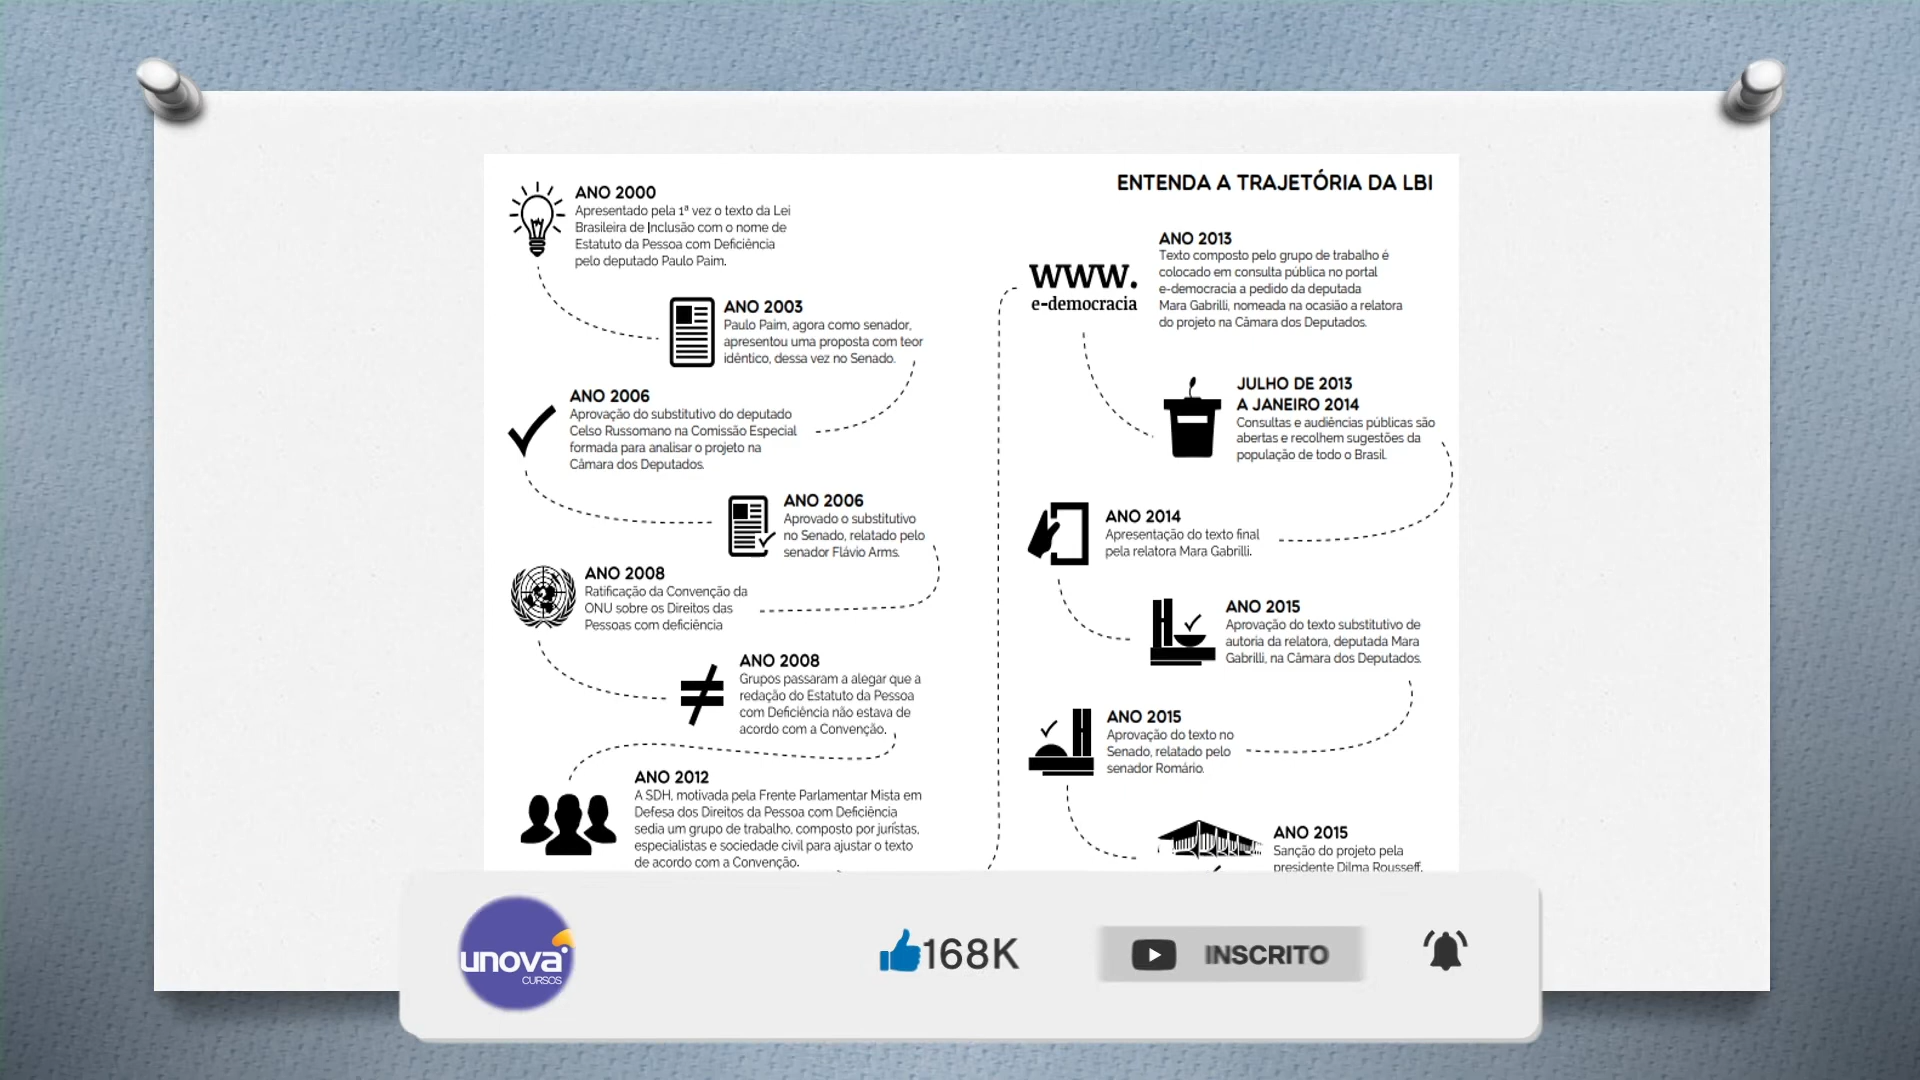 ENTENDA A TRAJETÓRIA DA LBI
ANO 2000
Apresentado pela 1ª vez o texto da Lei
Brasileira de Inclusão com o nome de
Estatuto da Pessoa com Deficiência
pelo deputado Paulo Paim.
ANO 2003
Paulo Paim, agora como senador,
apresentou uma proposta com teor
idêntico, dessa vez no Senado.
ANO 2006
Aprovação do substitutivo do deputado
Celso Russomano na Comissão Especial
formada para analisar o projeto na
Câmara dos Deputados.
ANO 2006
Aprovado o substitutivo
no Senado, relatado pelo
senador Flávio Arms.
ANO 2008
Ratificação da Convenção da
ONU sobre os Direitos das
Pessoas com deficiência
ANO 2008
Grupos passaram a alegar que a
redação do Estatuto da Pessoa
com Deficiência não estava de
acordo com a Convenção.
ANO 2012
A SDH, motivada pela Frente Parlamentar Mista em
Defesa dos Direitos da Pessoa com Deficiência
sedia um grupo de trabalho, composto por juristas,
especialistas e sociedade civil para ajustar o texto
de acordo com a Convenção.
www.
e-democracia
ANO 2013
Texto composto pelo grupo de trabalho é
colocado em consulta pública no portal
e-democracia a pedido da deputada
Mara Gabrilli, nomeada na ocasião a relatora
do projeto na Câmara dos Deputados.
JULHO DE 2013
A JANEIRO 2014
Consultas e audiências públicas são
abertas e recolhem sugestões da
população de todo o Brasil.
ANO 2014
Apresentação do texto final
pela relatora Mara Gabrilli.
ANO 2015
Aprovação do texto substitutivo de
autoria da relatora, deputada Mara
Gabrilli, na Câmara dos Deputados.
ANO 2015
Aprovação do texto no
Senado, relatado pelo
senador Romário.
ANO 2015
Sanção do projeto pela
presidente Dilma Rousseff.
unova
CURSOS
168K
INSCRITO